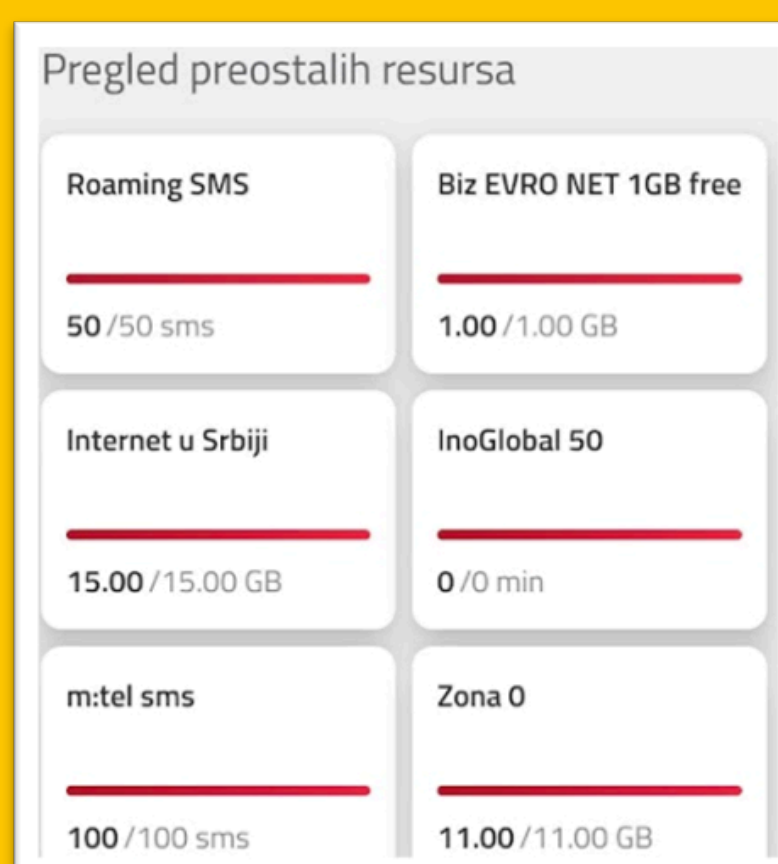 Pregled preostalih resursa
Roaming SMS
50 /50 sms
Biz EVRO NET 1GB free
1.00 /1.00 GB
Internet u Srbiji
15.00 /15.00 GB
InoGlobal 50
0 /0 min
m:tel sms
100 /100 sms
Zona 0
11.00 /11.00 GB